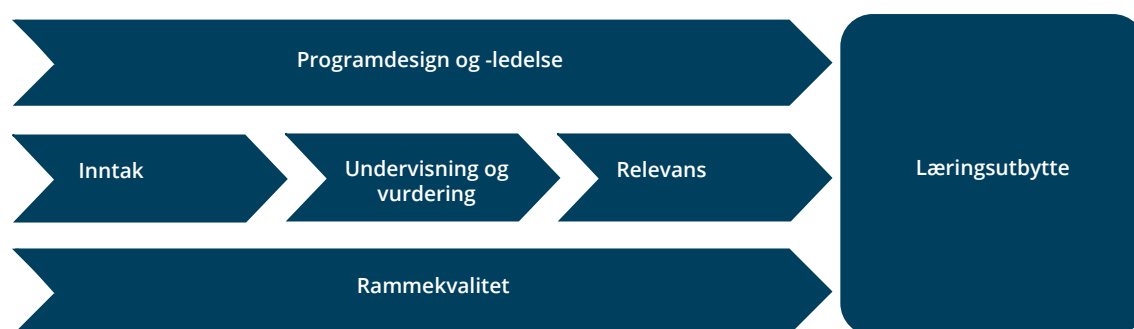 Programdesign og -ledelse
Inntak
Undervisning og
vurdering
Relevans
Læringsutbytte
Rammekvalitet